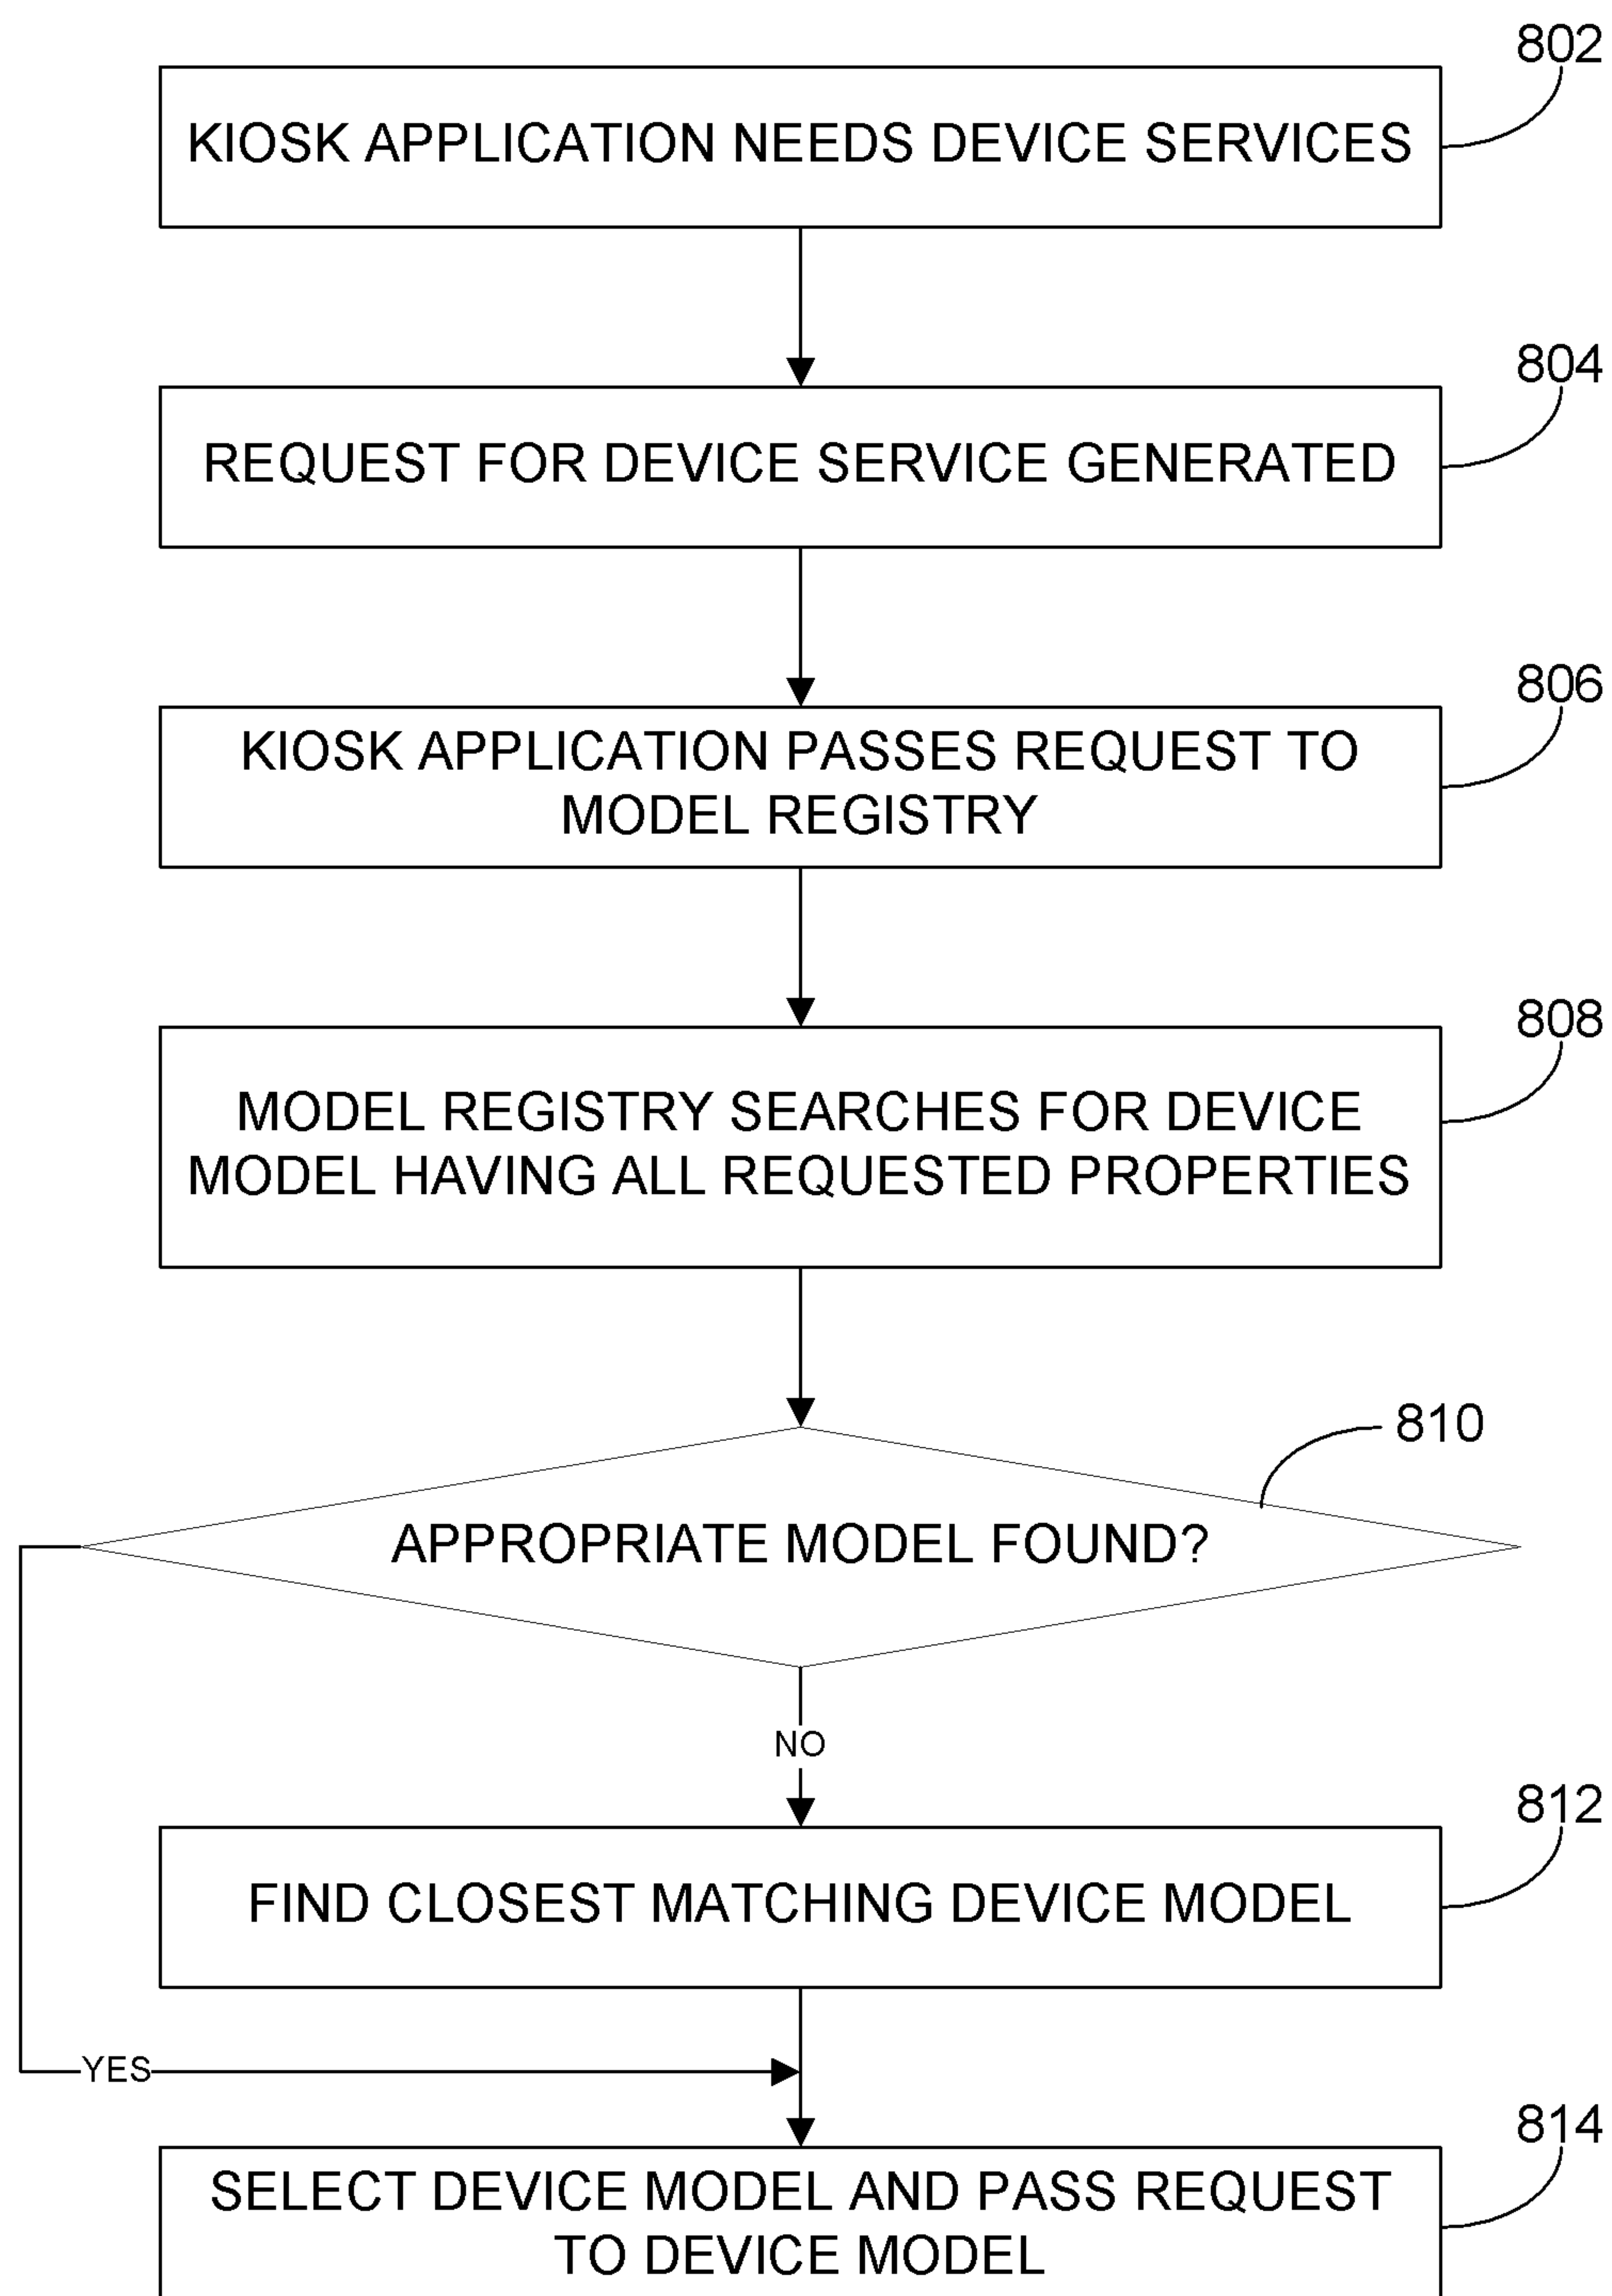 802
KIOSK APPLICATION NEEDS DEVICE SERVICES
804
REQUEST FOR DEVICE SERVICE GENERATED
806
KIOSK APPLICATION PASSES REQUEST TO
MODEL REGISTRY
808
MODEL REGISTRY SEARCHES FOR DEVICE
MODEL HAVING ALL REQUESTED PROPERTIES
810
APPROPRIATE MODEL FOUND?
NO
812
FIND CLOSEST MATCHING DEVICE MODEL
YES
814
SELECT DEVICE MODEL AND PASS REQUEST
TO DEVICE MODEL